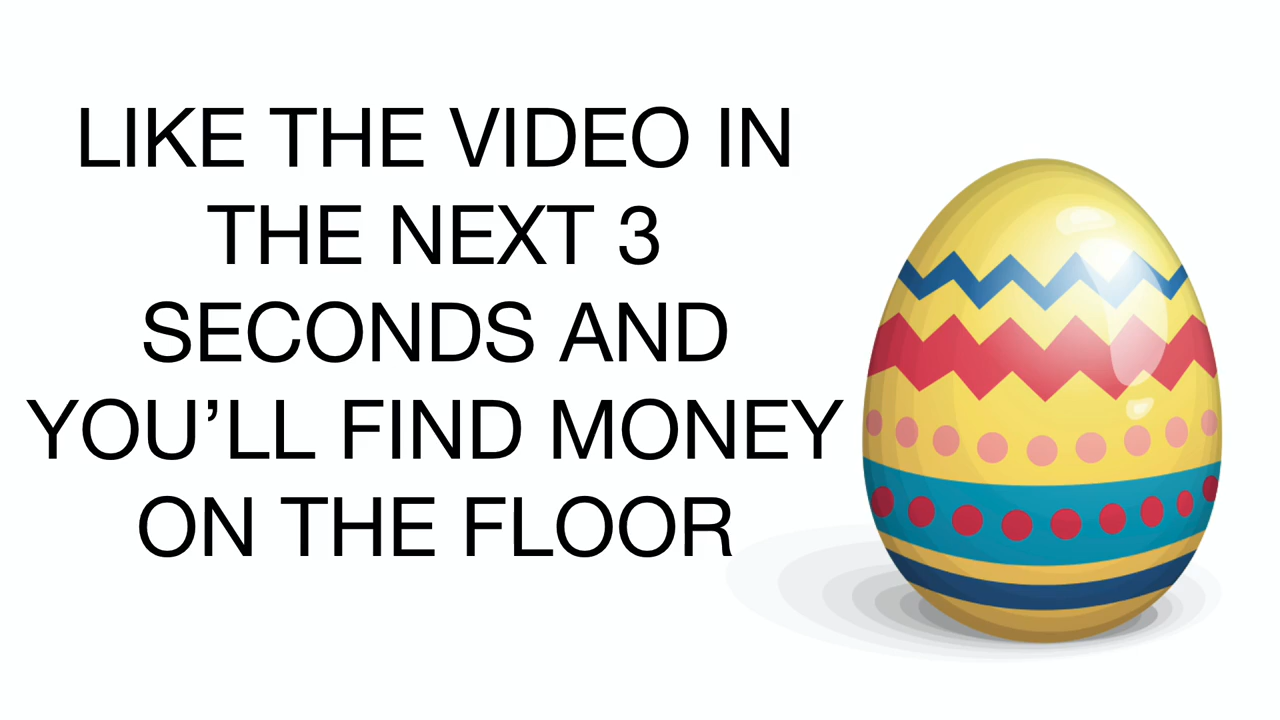 LIKE THE VIDEO IN
THE NEXT 3
SECONDS AND
YOU’LL FIND MONEY
ON THE FLOOR